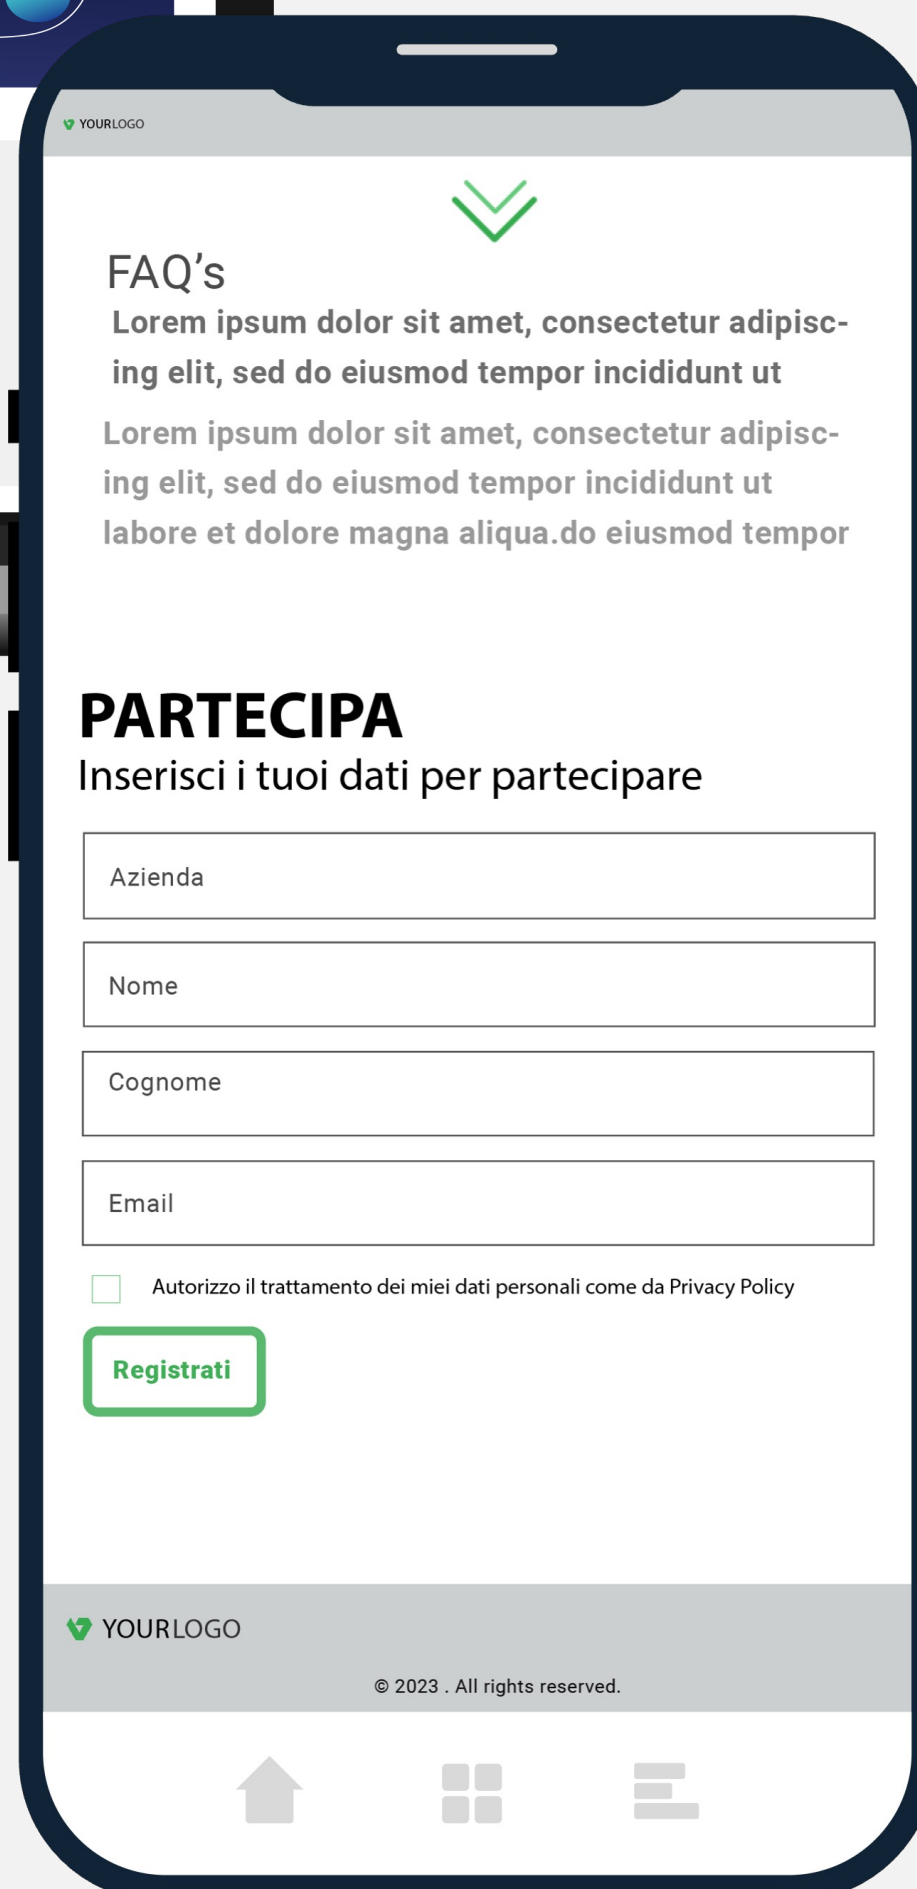 YOURLOGO
FAQ’s
Lorem ipsum dolor sit amet, consectetur adipisc-
ing elit, sed do eiusmod tempor incididunt ut
Lorem ipsum dolor sit amet, consectetur adipisc-
ing elit, sed do eiusmod tempor incididunt ut
labore et dolore magna aliqua.do eiusmod tempor
PARTECIPA
Inserisci i tuoi dati per partecipare
Azienda
Nome
Cognome
Email
Autorizzo il trattamento dei miei dati personali come da Privacy Policy
Registrati
YOURLOGO
© 2023 . All rights reserved.